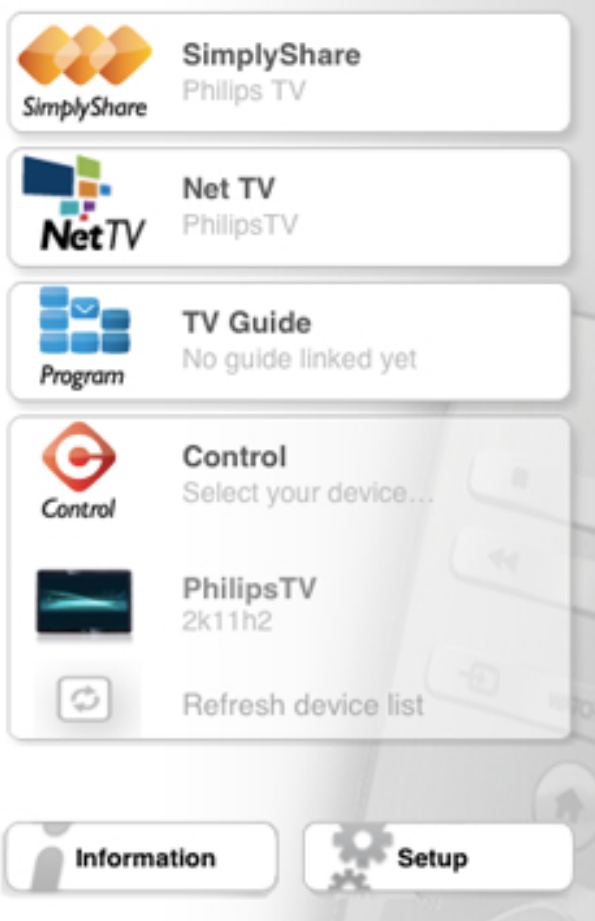 SimplyShare
SimplyShare
Philips TV
NetTV
Net TV
PhilipsTV
Program
TV Guide
No guide linked yet
Control
Control
Select your device...
PhilipsTV
2k11h2
Refresh device list
Information
Setup